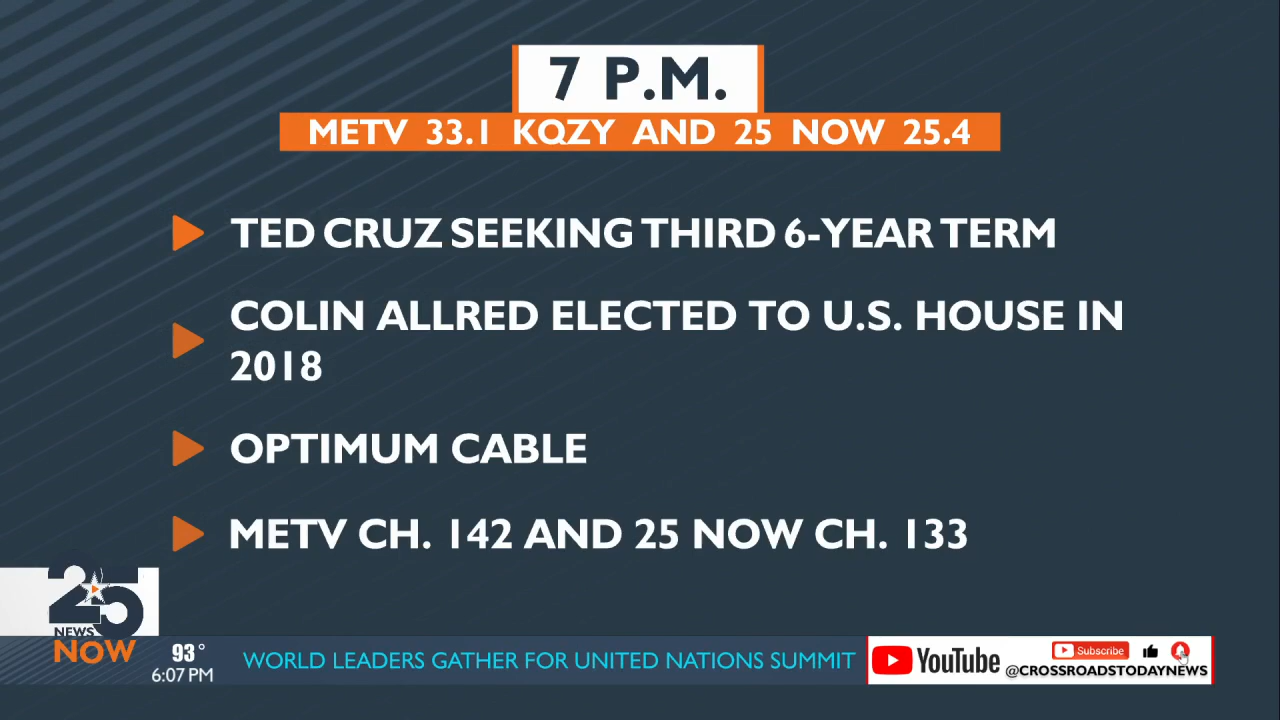 7 P.M.
METV 33.1 KQZY AND 25 NOW 25.4
TED CRUZ SEEKING THIRD 6-YEAR TERM
COLIN ALLRED ELECTED TO U.S. HOUSE IN
2018
OPTIMUM CABLE
METV CH. 142 AND 25 NOW CH. 133
25
NEWS
NOW
93°
6:07 PM
WORLD LEADERS GATHER FOR UNITED NATIONS SUMMIT
YouTube
Subscribe
@CROSSROADSTODAYNEWS